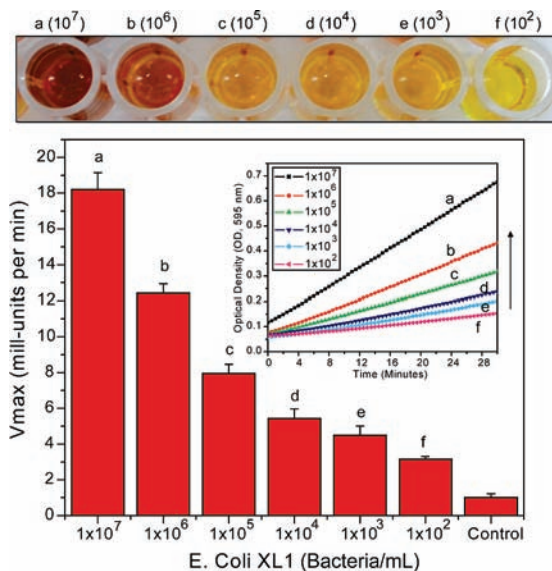 a (10⁷) b (10⁶) c (10⁵) d (10⁴) e (10³) f (10²)
20
18
16
14
12
10
8
6
4
2
0
Vmax (mill-units per min)
a
b
c
d
e
f
1x10⁷ 1x10⁶ 1x10⁵ 1x10⁴ 1x10³ 1x10² Control
E. Coli XL1 (Bacteria/mL)
0.7
0.6
0.5
0.4
0.3
0.2
0.1
0.0
Optical Density (OD, 595 nm)
1x10⁷
1x10⁶
1x10⁵
1x10⁴
1x10³
1x10²
a
b
c
d
e
f
0 4 8 12 16 20 24 28
Time (Minutes)